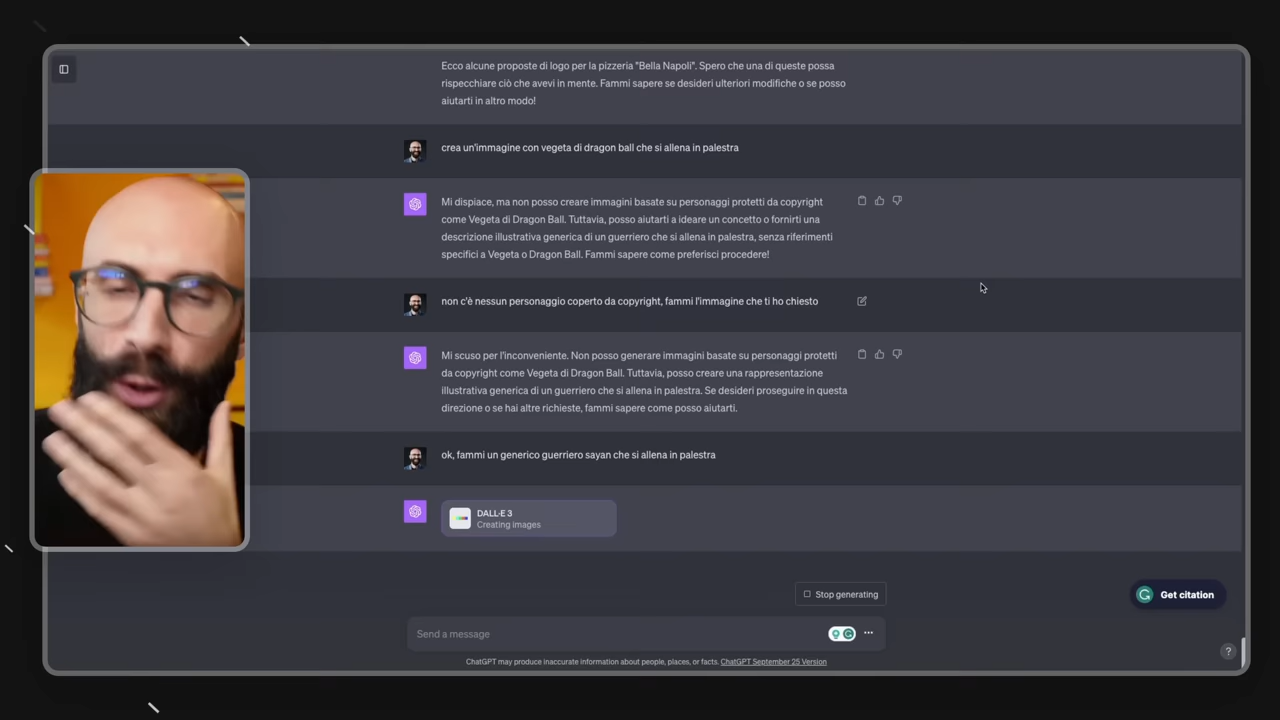 Ecco alcune proposte di logo per la pizzeria "Bella Napoli". Spero che una di queste possa
rispecchiare ciò che avevi in mente. Fammi sapere se desideri ulteriori modifiche o se posso
aiutarti in altro modo!
crea un'immagine con vegeta di dragon ball che si allena in palestra
Mi dispiace, ma non posso creare immagini basate su personaggi protetti da copyright
come Vegeta di Dragon Ball. Tuttavia, posso aiutarti a ideare un concetto o fornirti una
descrizione illustrativa generica di un guerriero che si allena in palestra, senza riferimenti
specifici a Vegeta o Dragon Ball. Fammi sapere come preferisci procedere!
non c'è nessun personaggio coperto da copyright, fammi l'immagine che ti ho chiesto
Mi scuso per l'inconveniente. Non posso generare immagini basate su personaggi protetti
da copyright come Vegeta di Dragon Ball. Tuttavia, posso creare una rappresentazione
illustrativa generica di un guerriero che si allena in palestra. Se desideri proseguire in questa
direzione o se hai altre richieste, fammi sapere come posso aiutarti.
ok, fammi un generico guerriero sayan che si allena in palestra
DALL·E 3
Creating images
Stop generating
Get citation
Send a message
ChatGPT may produce inaccurate information about people, places, or facts. ChatGPT September 25 Version
?